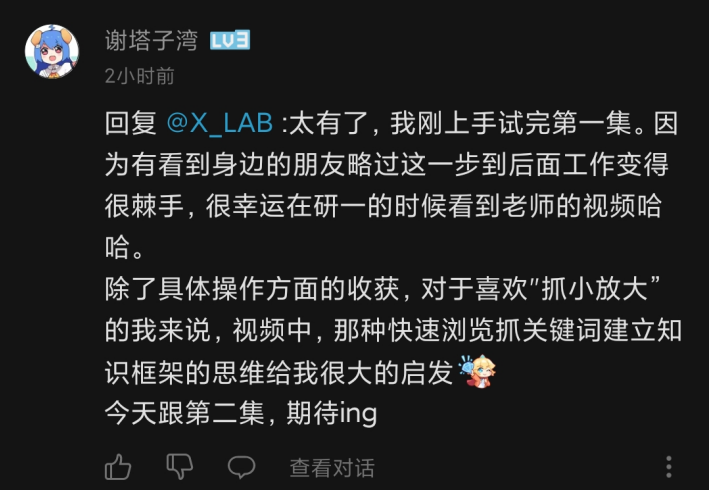 谢塔子湾 LV3
2小时前
回复 @X_LAB :太有了，我刚上手试完第一集。因
为有看到身边的朋友略过这一步到后面工作变得
很棘手，很幸运在研一的时候看到老师的视频哈
哈。
除了具体操作方面的收获，对于喜欢"抓小放大”
的我来说，视频中，那种快速浏览抓关键词建立知
识框架的思维给我很大的启发
今天跟第二集，期待ing
查看对话